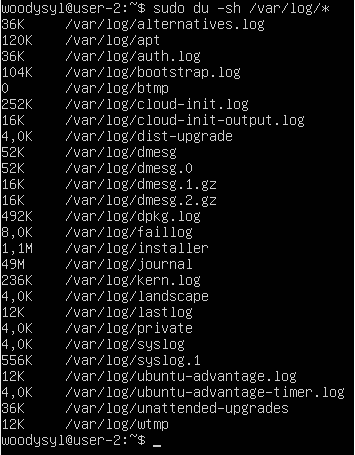 woodysyl@user-2:~$ sudo du -sh /var/log/*
36K /var/log/alternatives.log
120K /var/log/apt
36K /var/log/auth.log
104K /var/log/bootstrap.log
0 /var/log/btmp
252K /var/log/cloud-init.log
16K /var/log/cloud-init-output.log
4,0K /var/log/dist-upgrade
52K /var/log/dmesg
52K /var/log/dmesg.0
16K /var/log/dmesg.1.gz
16K /var/log/dmesg.2.gz
492K /var/log/dpkg.log
8,0K /var/log/faillog
1,1M /var/log/installer
49M /var/log/journal
236K /var/log/kern.log
4,0K /var/log/landscape
12K /var/log/lastlog
4,0K /var/log/private
4,0K /var/log/syslog
556K /var/log/syslog.1
12K /var/log/ubuntu-advantage.log
4,0K /var/log/ubuntu-advantage-timer.log
36K /var/log/unattended-upgrades
12K /var/log/wtmp
woodysyl@user-2:~$ _